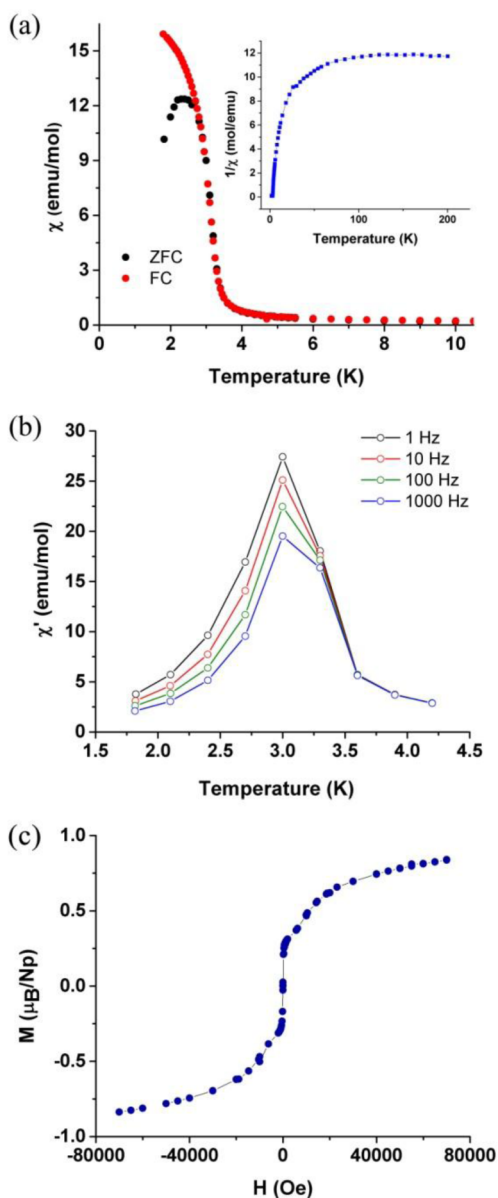 (a)
15
12
9
6
3
0
χ (emu/mol)
ZFC
FC
0 2 4 6 8 10
Temperature (K)
12
10
8
6
4
2
0
1/χ (mol/emu)
0 100 200
Temperature (K)
(b)
30
25
20
15
10
5
0
χ' (emu/mol)
1 Hz
10 Hz
100 Hz
1000 Hz
1.5 2.0 2.5 3.0 3.5 4.0 4.5
Temperature (K)
(c)
1.0
0.5
0.0
-0.5
-1.0
M (μB/Np)
-80000 -40000 0 40000 80000
H (Oe)